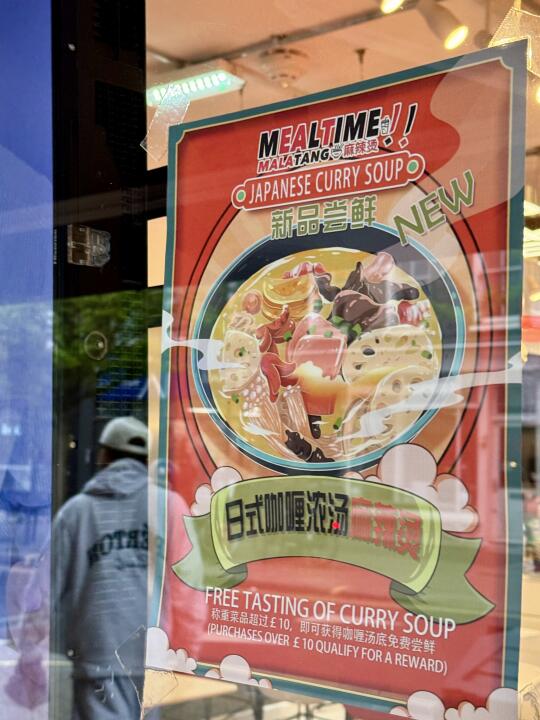 MEALTIME!!
MALATANG 麻辣烫
JAPANESE CURRY SOUP
新品尝鲜
NEW
日式咖喱浓汤麻辣烫
FREE TASTING OF CURRY SOUP
称重菜品超过£10，即可获得咖喱汤底免费尝鲜
(PURCHASES OVER £10 QUALIFY FOR A REWARD)